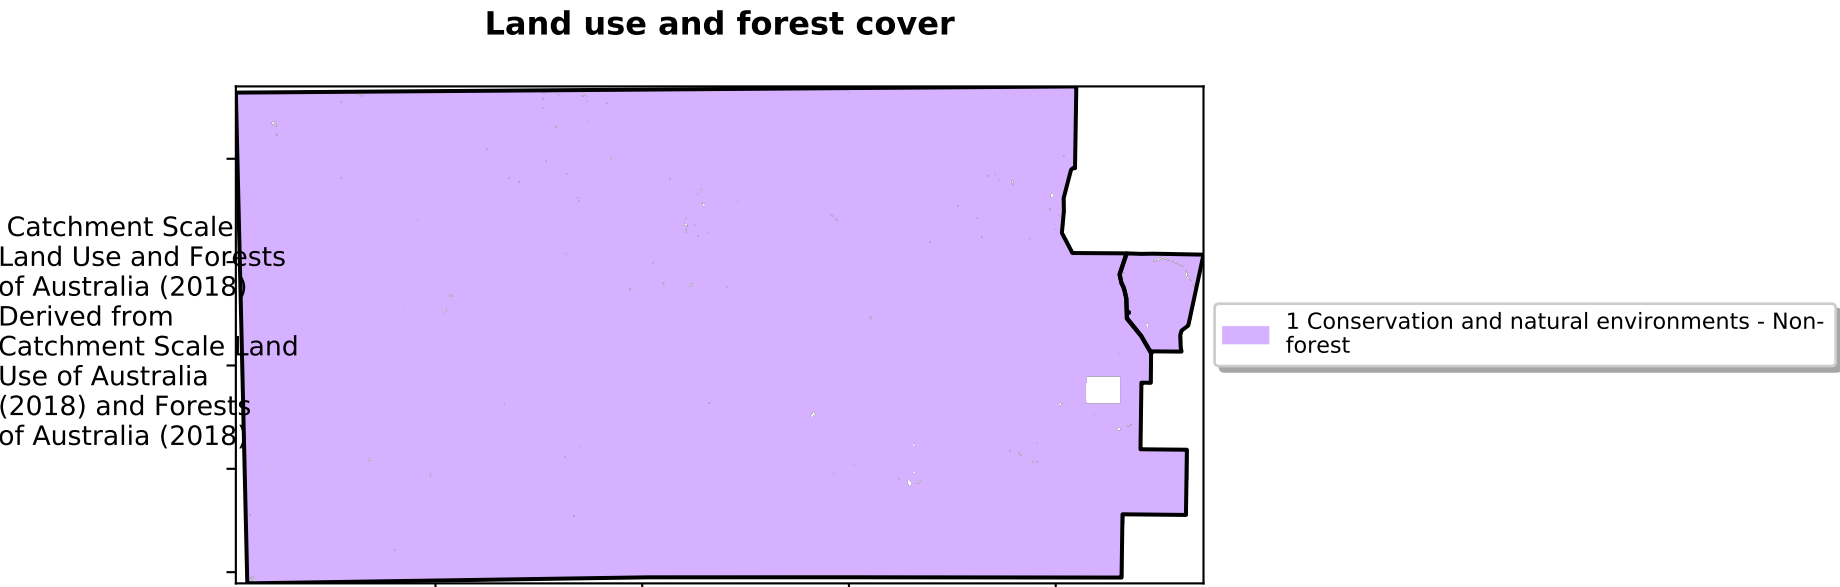 Land use and forest cover
Catchment Scale
Land Use and Forests
of Australia (2018)
Derived from
Catchment Scale Land
Use of Australia
(2018) and Forests
of Australia (2018)
1 Conservation and natural environments - Non-
forest